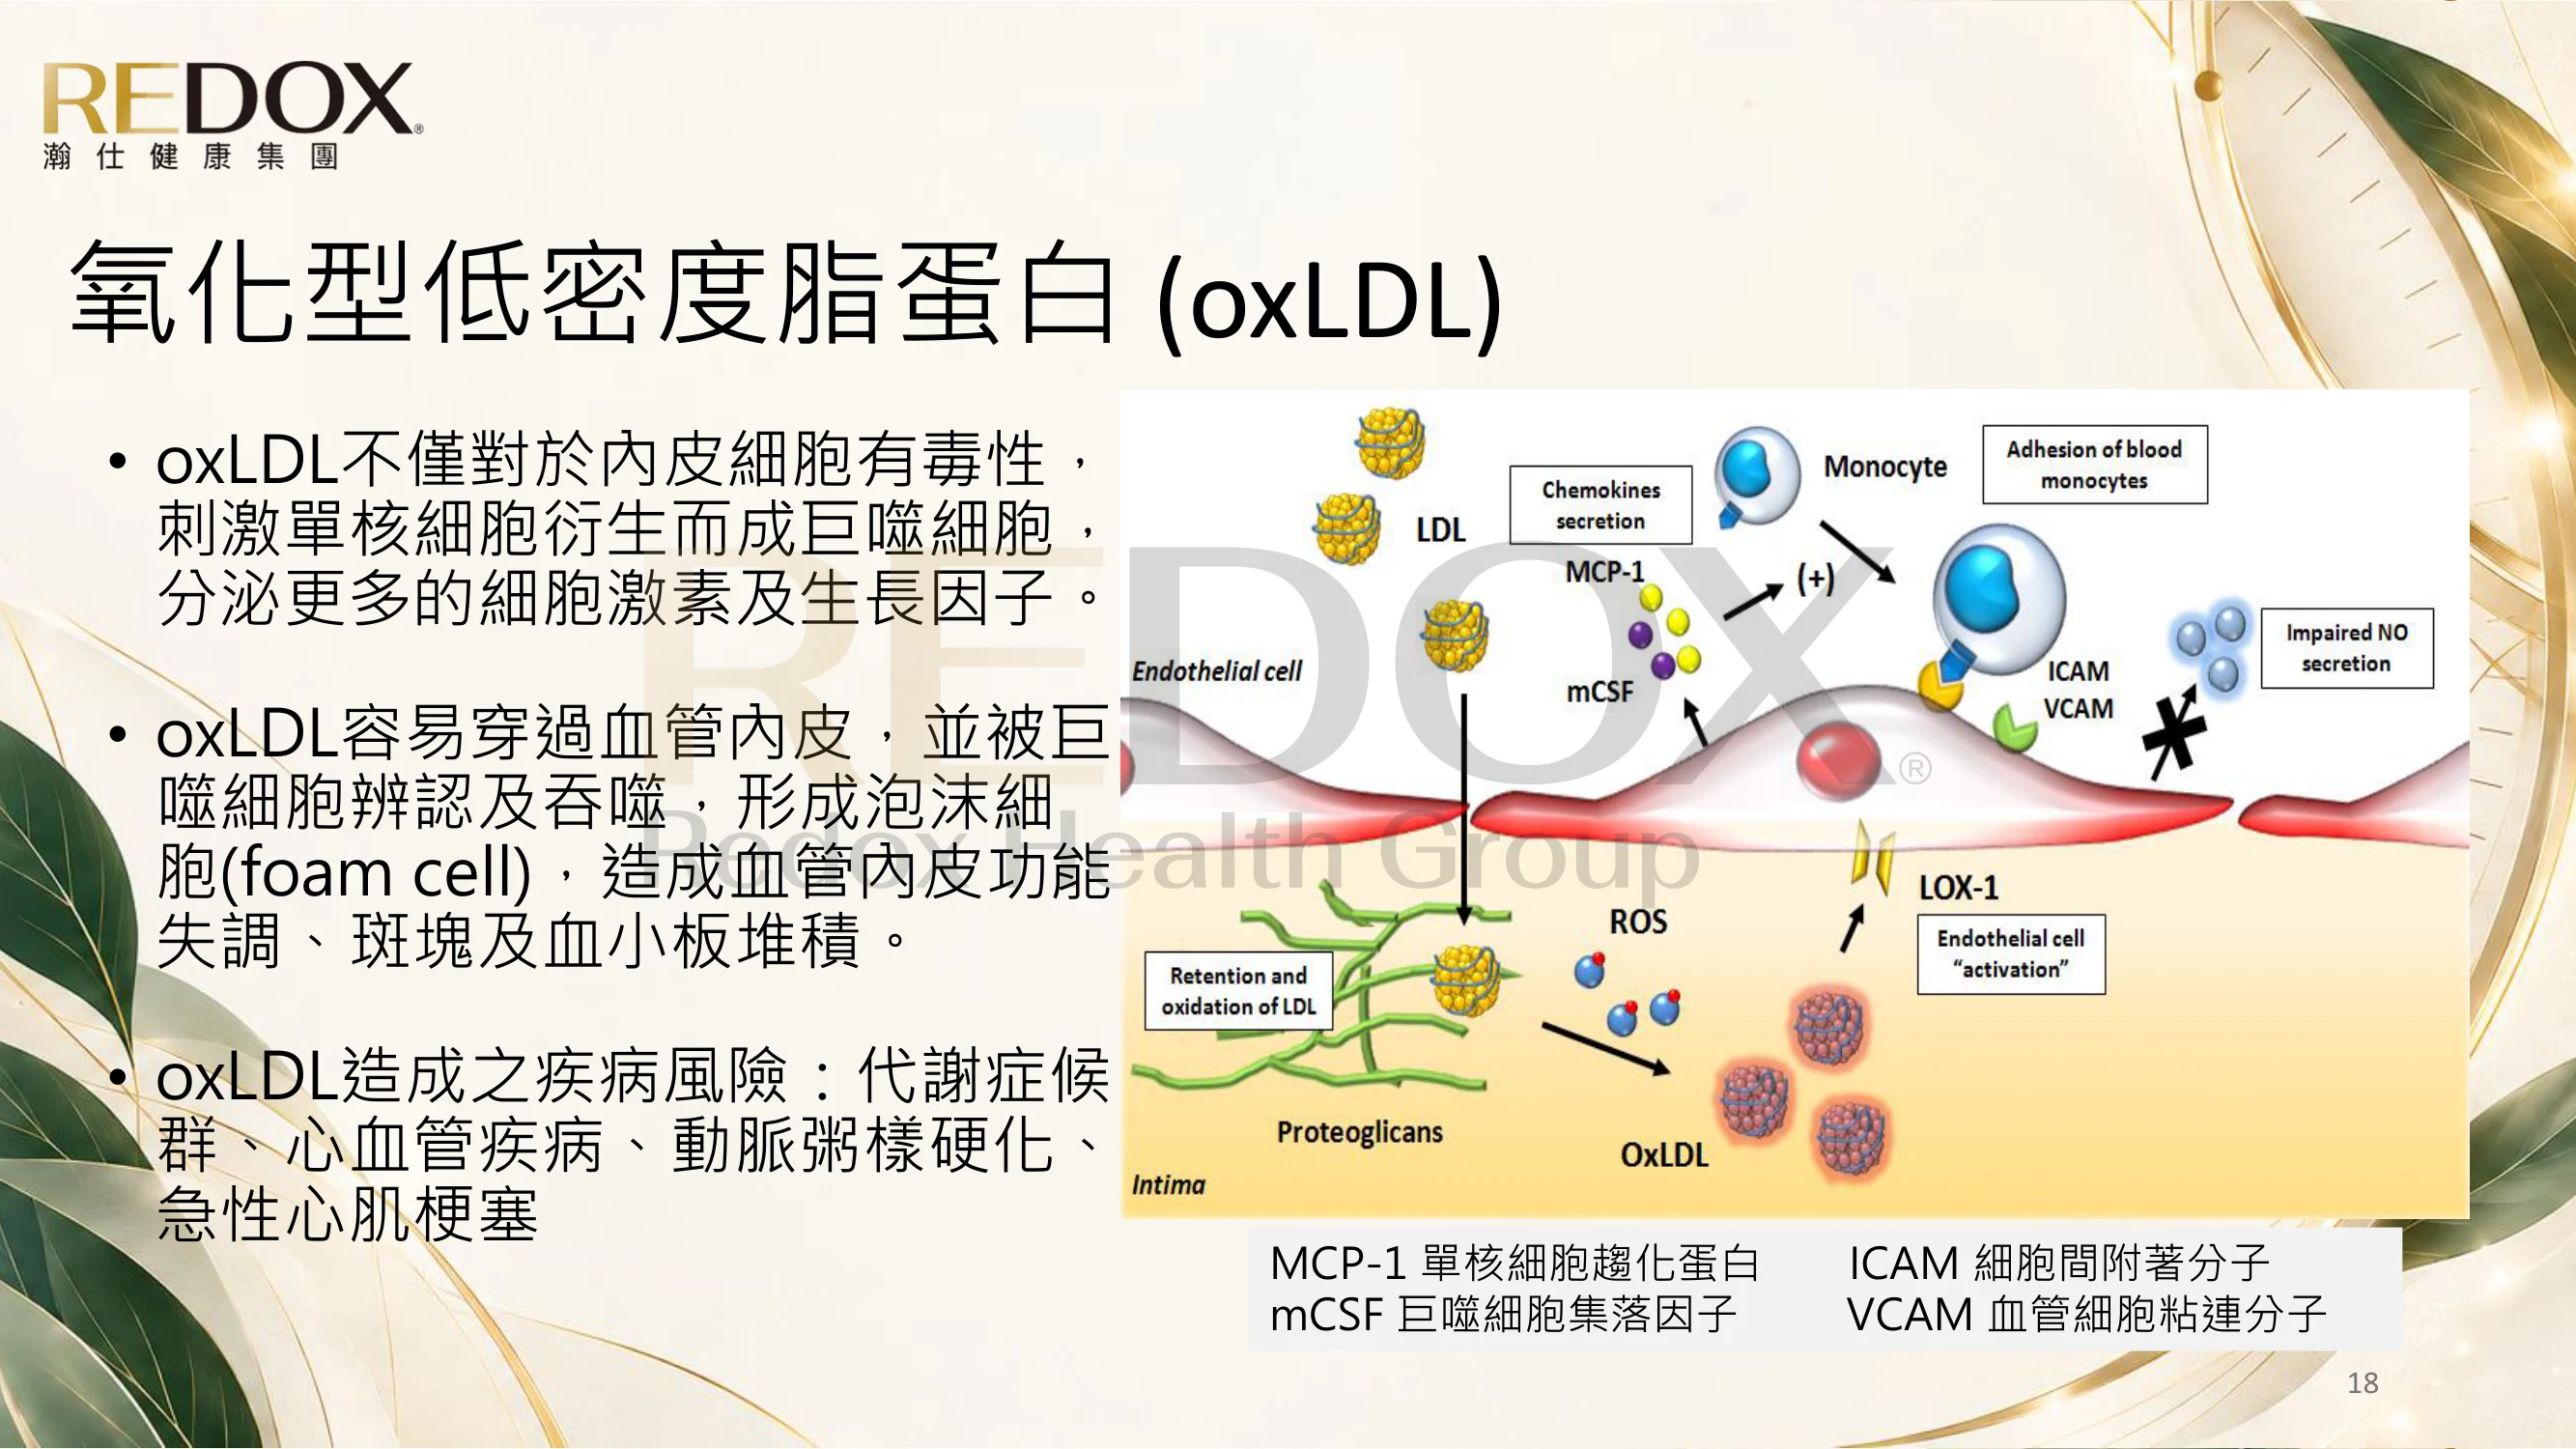 REDOX®
瀚仕健康集團
氧化型低密度脂蛋白 (oxLDL)
• oxLDL不僅對於內皮細胞有毒性，
刺激單核細胞衍生而成巨噬細胞，
分泌更多的細胞激素及生長因子。
• oxLDL容易穿過血管內皮，並被巨
噬細胞辨認及吞噬，形成泡沫細
胞(foam cell)，造成血管內皮功能
失調、斑塊及血小板堆積。
• oxLDL造成之疾病風險：代謝症候
群、心血管疾病、動脈粥樣硬化、
急性心肌梗塞
LDL
Chemokines
secretion
MCP-1
mCSF
(+)
Monocyte
Adhesion of blood
monocytes
ICAM
VCAM
Impaired NO
secretion
Endothelial cell
LOX-1
Endothelial cell
“activation”
ROS
Retention and
oxidation of LDL
Proteoglicans
OxLDL
Intima
REDOX®
Redox Health Group
MCP-1 單核細胞趨化蛋白 ICAM 細胞間附著分子
mCSF 巨噬細胞集落因子 VCAM 血管細胞粘連分子
18